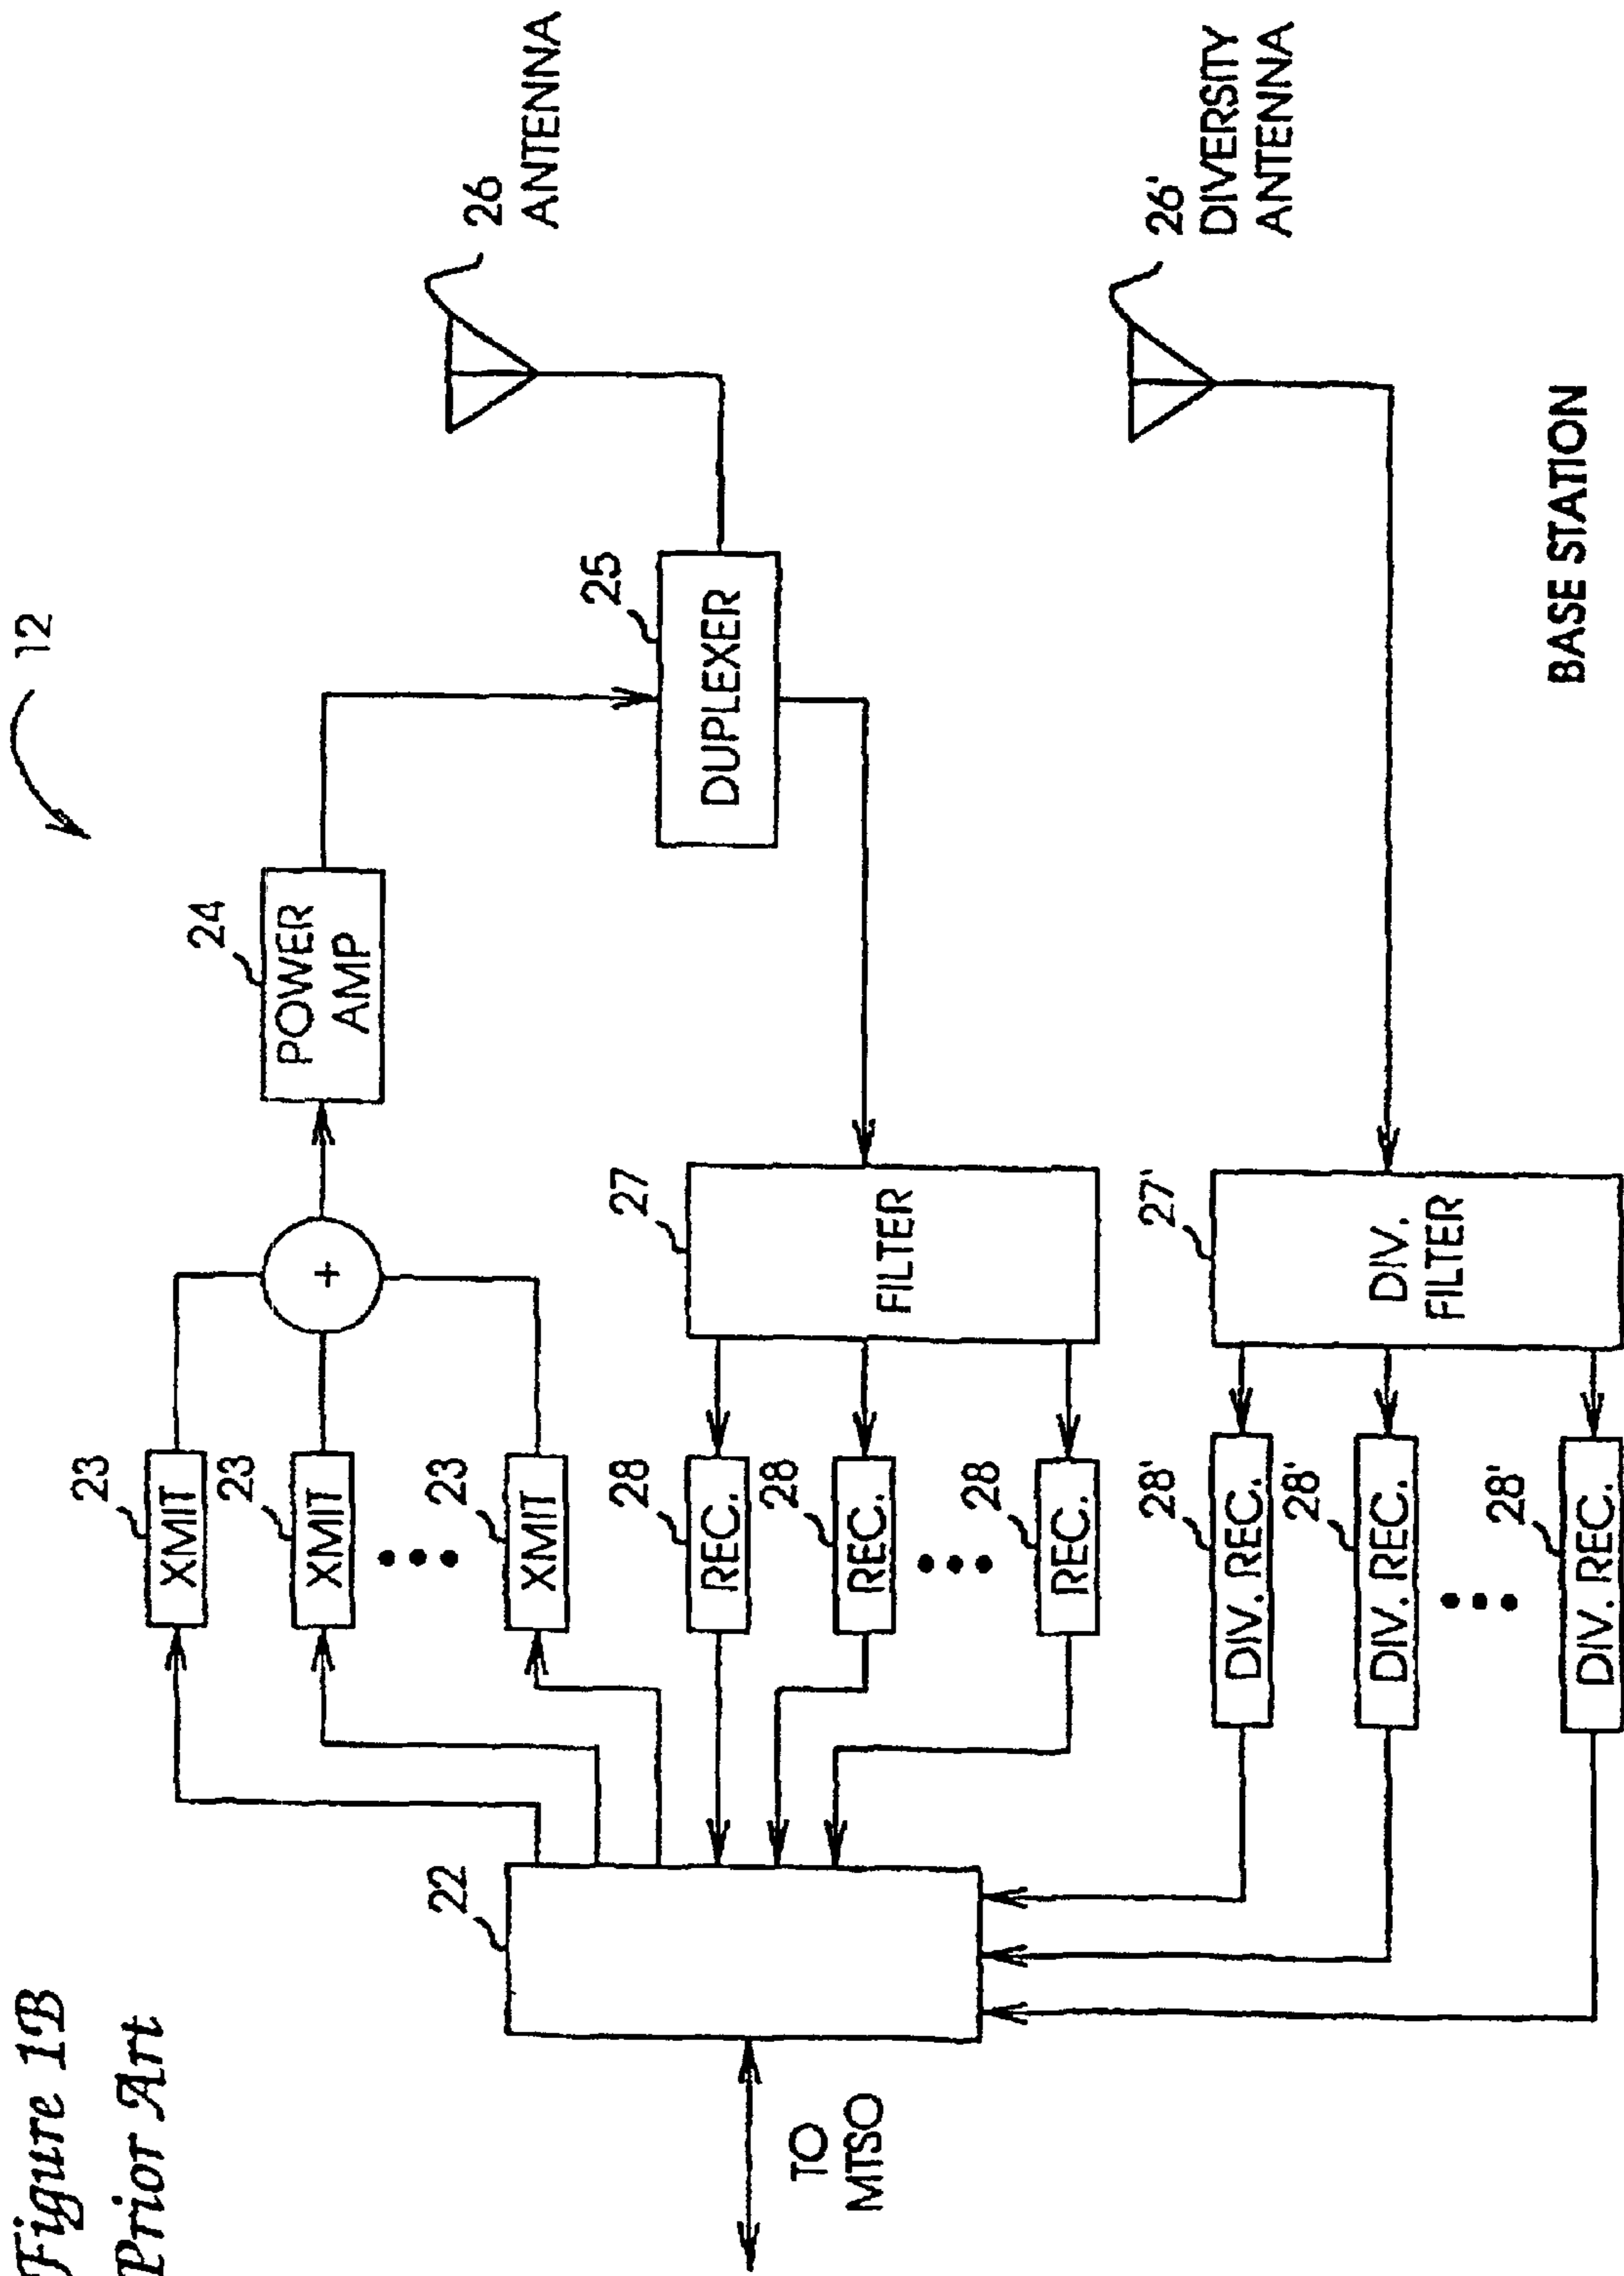 Figure 1B
Prior Art
12
23
XMIT
23
XMIT
23
XMIT
24
POWER
AMP
+
25
DUPLEXER
26
ANTENNA
22
TO
MTSO
28
REC.
28
REC.
28
REC.
27
FILTER
28'
DIV. REC.
28'
DIV. REC.
28'
DIV. REC.
27'
DIV.
FILTER
26'
DIVERSITY
ANTENNA
BASE STATION